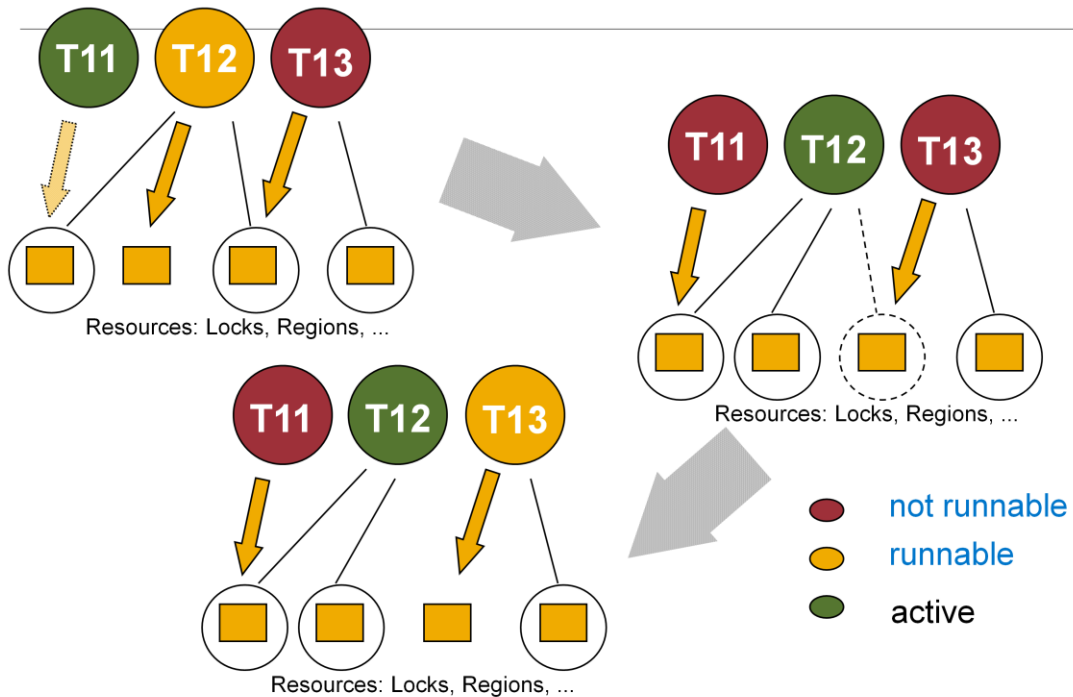 T11 T12 T13
Resources: Locks, Regions, ...
T11 T12 T13
Resources: Locks, Regions, ...
T11 T12 T13
Resources: Locks, Regions, ...
not runnable
runnable
active